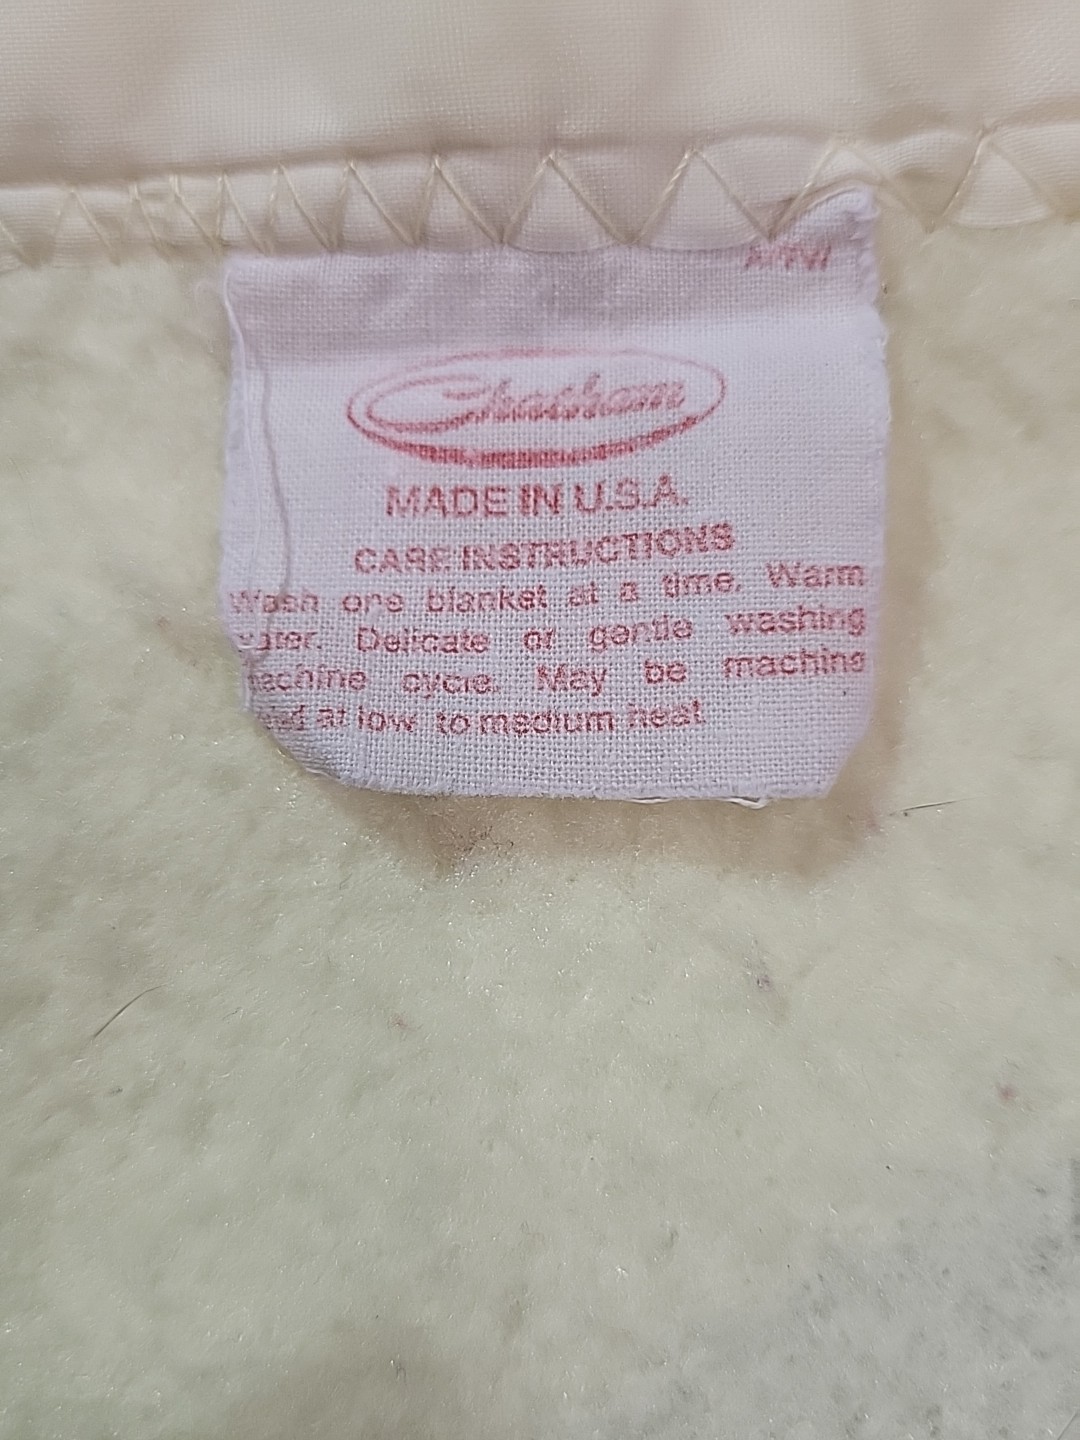 Chatham
MADE IN U.S.A.
CARE INSTRUCTIONS
Wash one blanket at a time. Warm
water. Delicate or gentle washing
machine cycle. May be machine
at low to medium heat